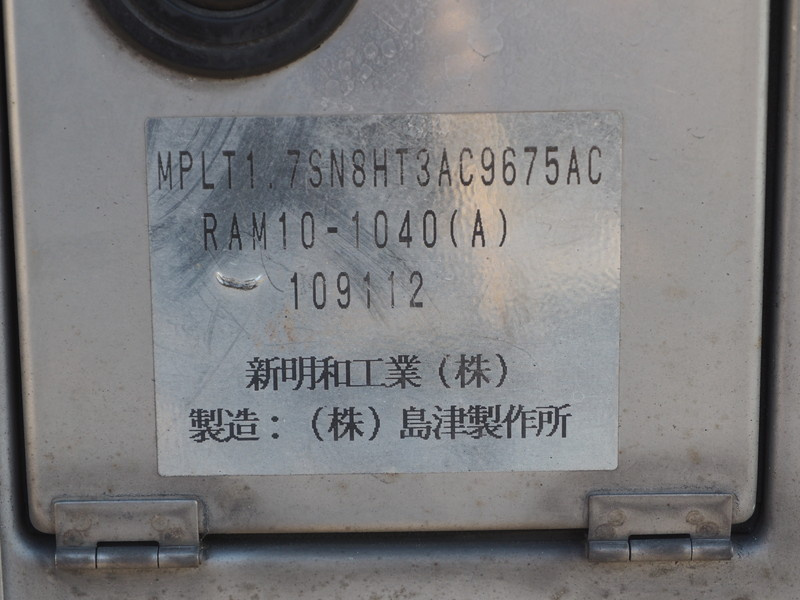 MPLT1.7SN8HT3AC9675AC
RAM10-1040(A)
109112
新明和工業(株)
製造:(株)島津製作所